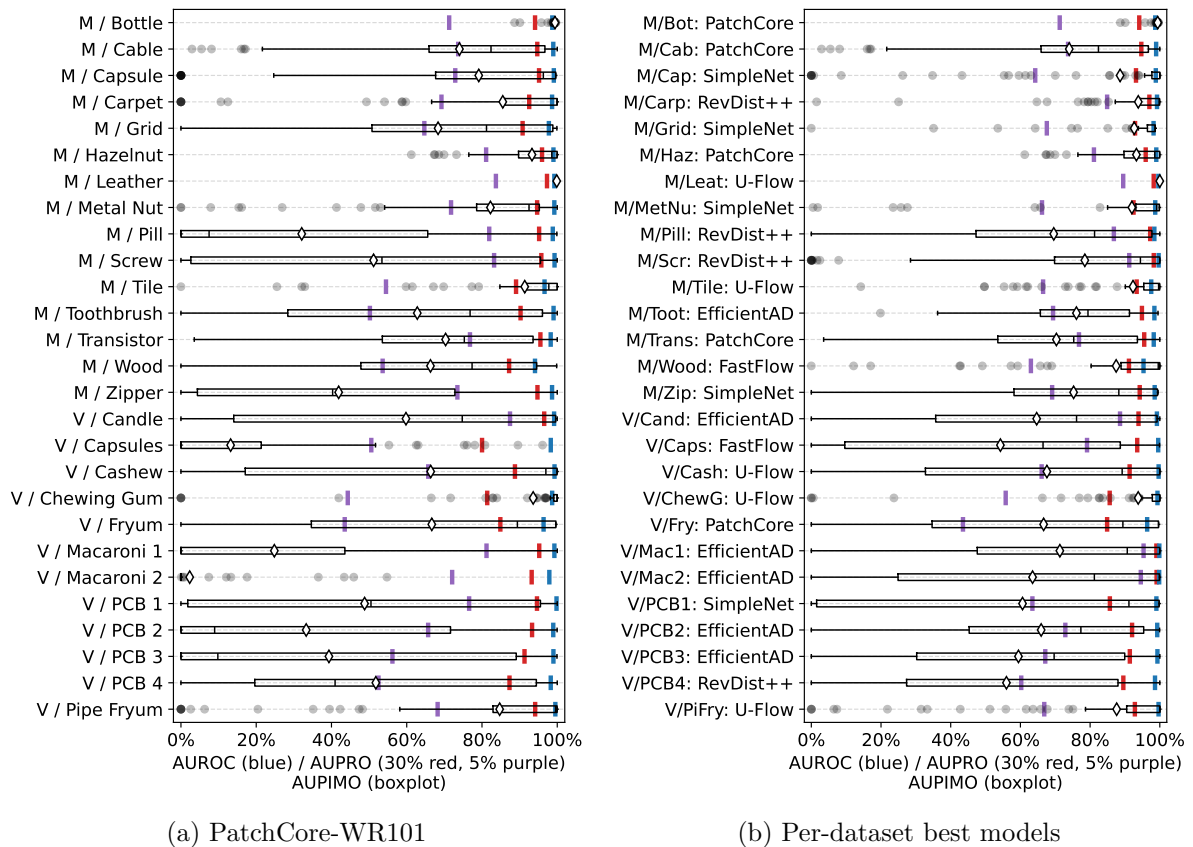 M / Bottle
M / Cable
M / Capsule
M / Carpet
M / Grid
M / Hazelnut
M / Leather
M / Metal Nut
M / Pill
M / Screw
M / Tile
M / Toothbrush
M / Transistor
M / Wood
M / Zipper
V / Candle
V / Capsules
V / Cashew
V / Chewing Gum
V / Fryum
V / Macaroni 1
V / Macaroni 2
V / PCB 1
V / PCB 2
V / PCB 3
V / PCB 4
V / Pipe Fryum
0% 20% 40% 60% 80% 100%
AUROC (blue) / AUPRO (30% red, 5% purple)
AUPIMO (boxplot)
(a) PatchCore-WR101
M/Bot: PatchCore
M/Cab: PatchCore
M/Cap: SimpleNet
M/Carp: RevDist++
M/Grid: SimpleNet
M/Haz: PatchCore
M/Leat: U-Flow
M/MetNu: SimpleNet
M/Pill: RevDist++
M/Scr: RevDist++
M/Tile: U-Flow
M/Toot: EfficientAD
M/Trans: PatchCore
M/Wood: FastFlow
M/Zip: SimpleNet
V/Cand: EfficientAD
V/Caps: FastFlow
V/Cash: U-Flow
V/ChewG: U-Flow
V/Fry: PatchCore
V/Mac1: EfficientAD
V/Mac2: EfficientAD
V/PCB1: SimpleNet
V/PCB2: EfficientAD
V/PCB3: EfficientAD
V/PCB4: RevDist++
V/PiFry: U-Flow
0% 20% 40% 60% 80% 100%
AUROC (blue) / AUPRO (30% red, 5% purple)
AUPIMO (boxplot)
(b) Per-dataset best models